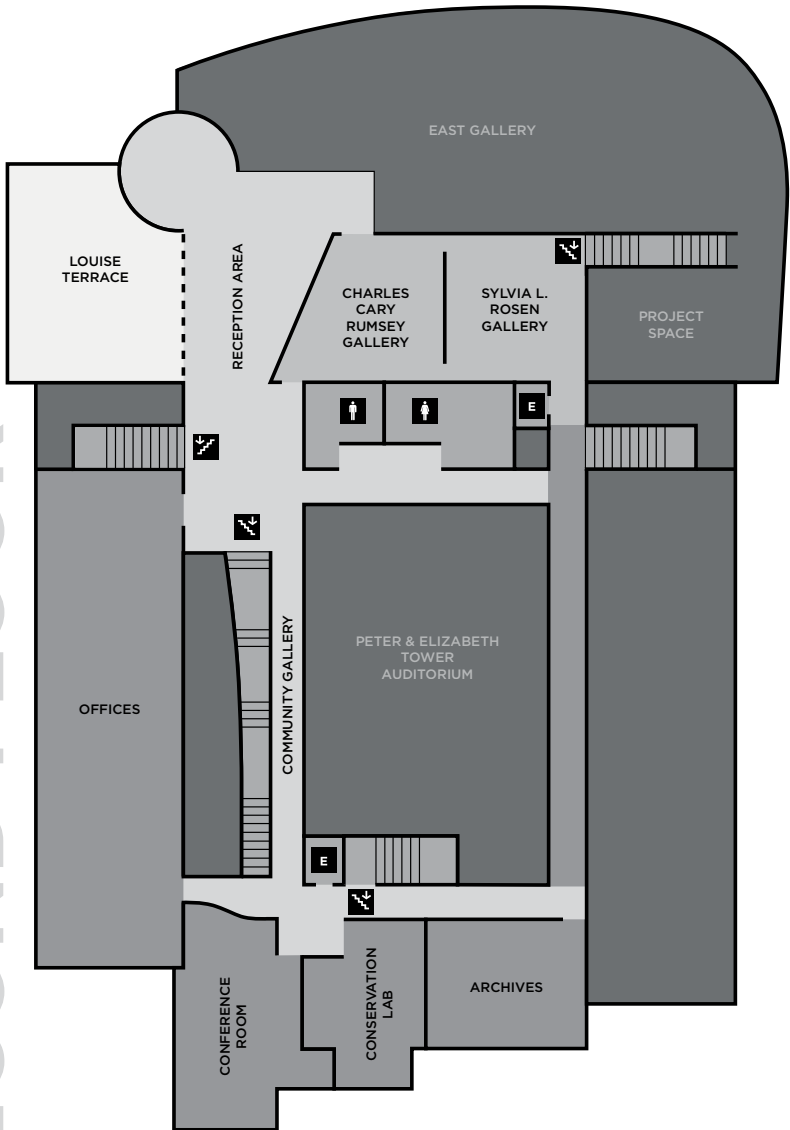 EAST GALLERY
LOUISE
TERRACE
RECEPTION AREA
CHARLES
CARY
RUMSEY
GALLERY
SYLVIA L.
ROSEN
GALLERY
PROJECT
SPACE
E
COMMUNITY GALLERY
PETER & ELIZABETH
TOWER
AUDITORIUM
OFFICES
E
CONFERENCE
ROOM
CONSERVATION
LAB
ARCHIVES